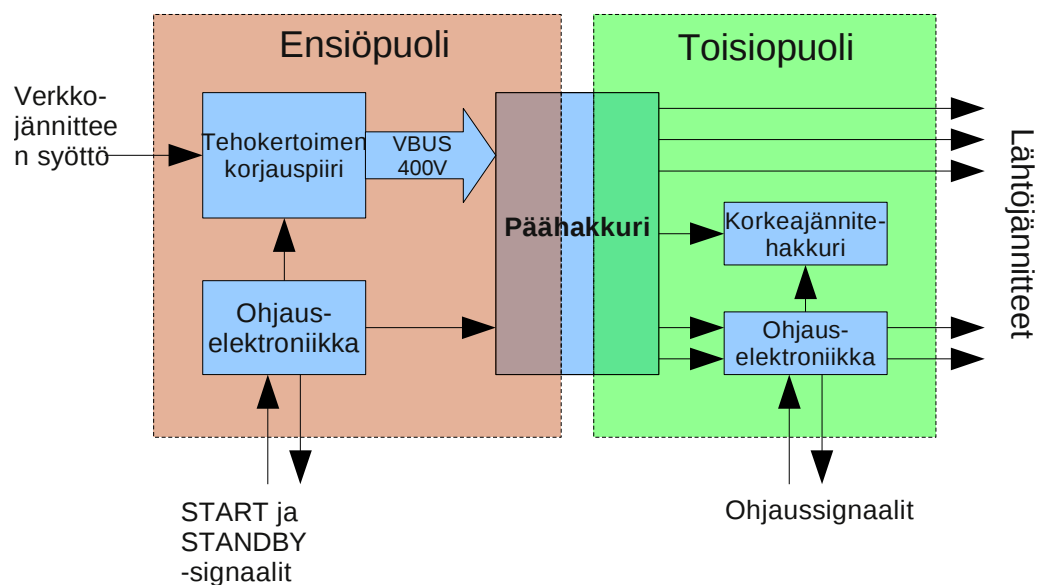 Ensiöpuoli
Toisiopuoli
Verkko-
jännittee
n syöttö
Tehokertoimen
korjauspiiri
VBUS
400V
Päähakkuri
Korkeajännite-
hakkuri
Ohjaus-
elektroniikka
Ohjaus-
elektroniikka
Lähtöjännitteet
START ja
STANDBY
-signaalit
Ohjaussignaalit